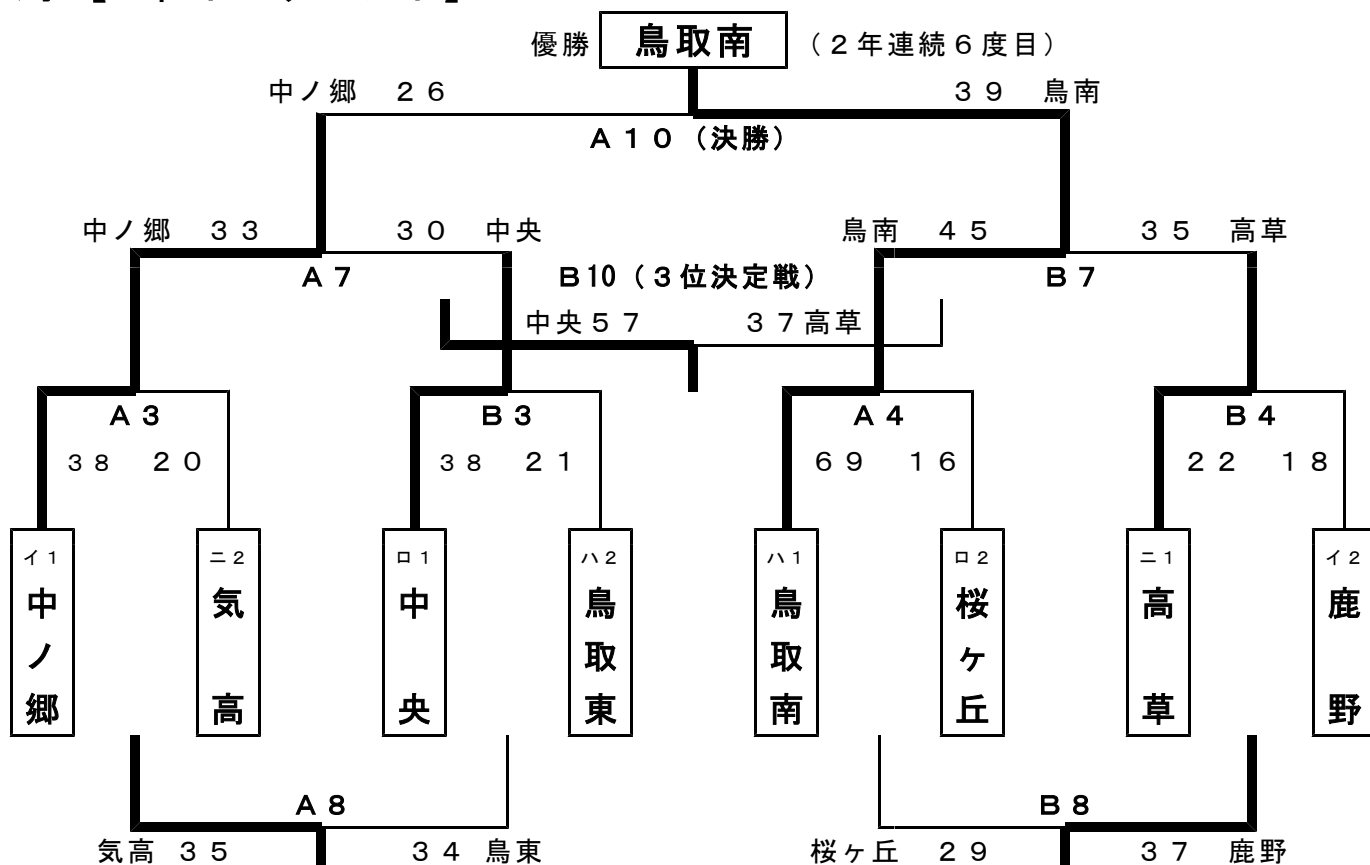 優勝 鳥取南 （２年連続６度目）
中ノ郷 ２６ ３９ 鳥南
Ａ１０（決勝）
中ノ郷 ３３ ３０ 中央 鳥南 ４５ ３５ 高草
Ａ７ Ｂ10（３位決定戦） Ｂ７
中央５７ ３７高草
Ａ３ Ｂ３ Ａ４ Ｂ４
３８ ２０ ３８ ２１ ６９ １６ ２２ １８
イ１ ニ２ ロ１ ハ２ ハ１ ロ２ ニ１ イ２
中ノ郷 気高 中央 鳥取東 鳥取南 桜ヶ丘 高草 鹿野
Ａ８ Ｂ８
気高 ３５ ３４ 鳥東 桜ヶ丘 ２９ ３７ 鹿野